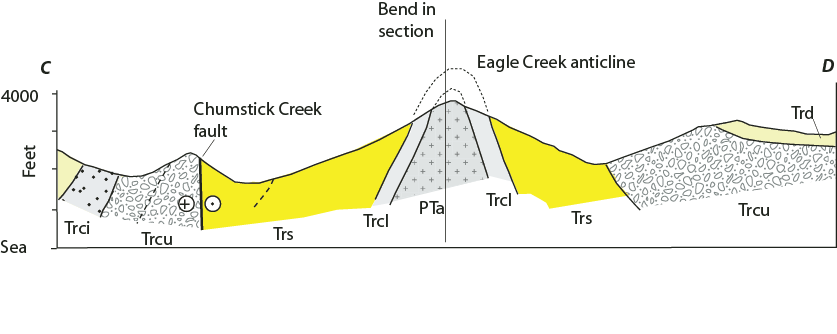 Bend in
section
C
Eagle Creek anticline
D
4000
Chumstick Creek
fault
Trd
Feet
Trci
Trcu
Trs
Trcl
PTa
Trcl
Trs
Trcu
Sea